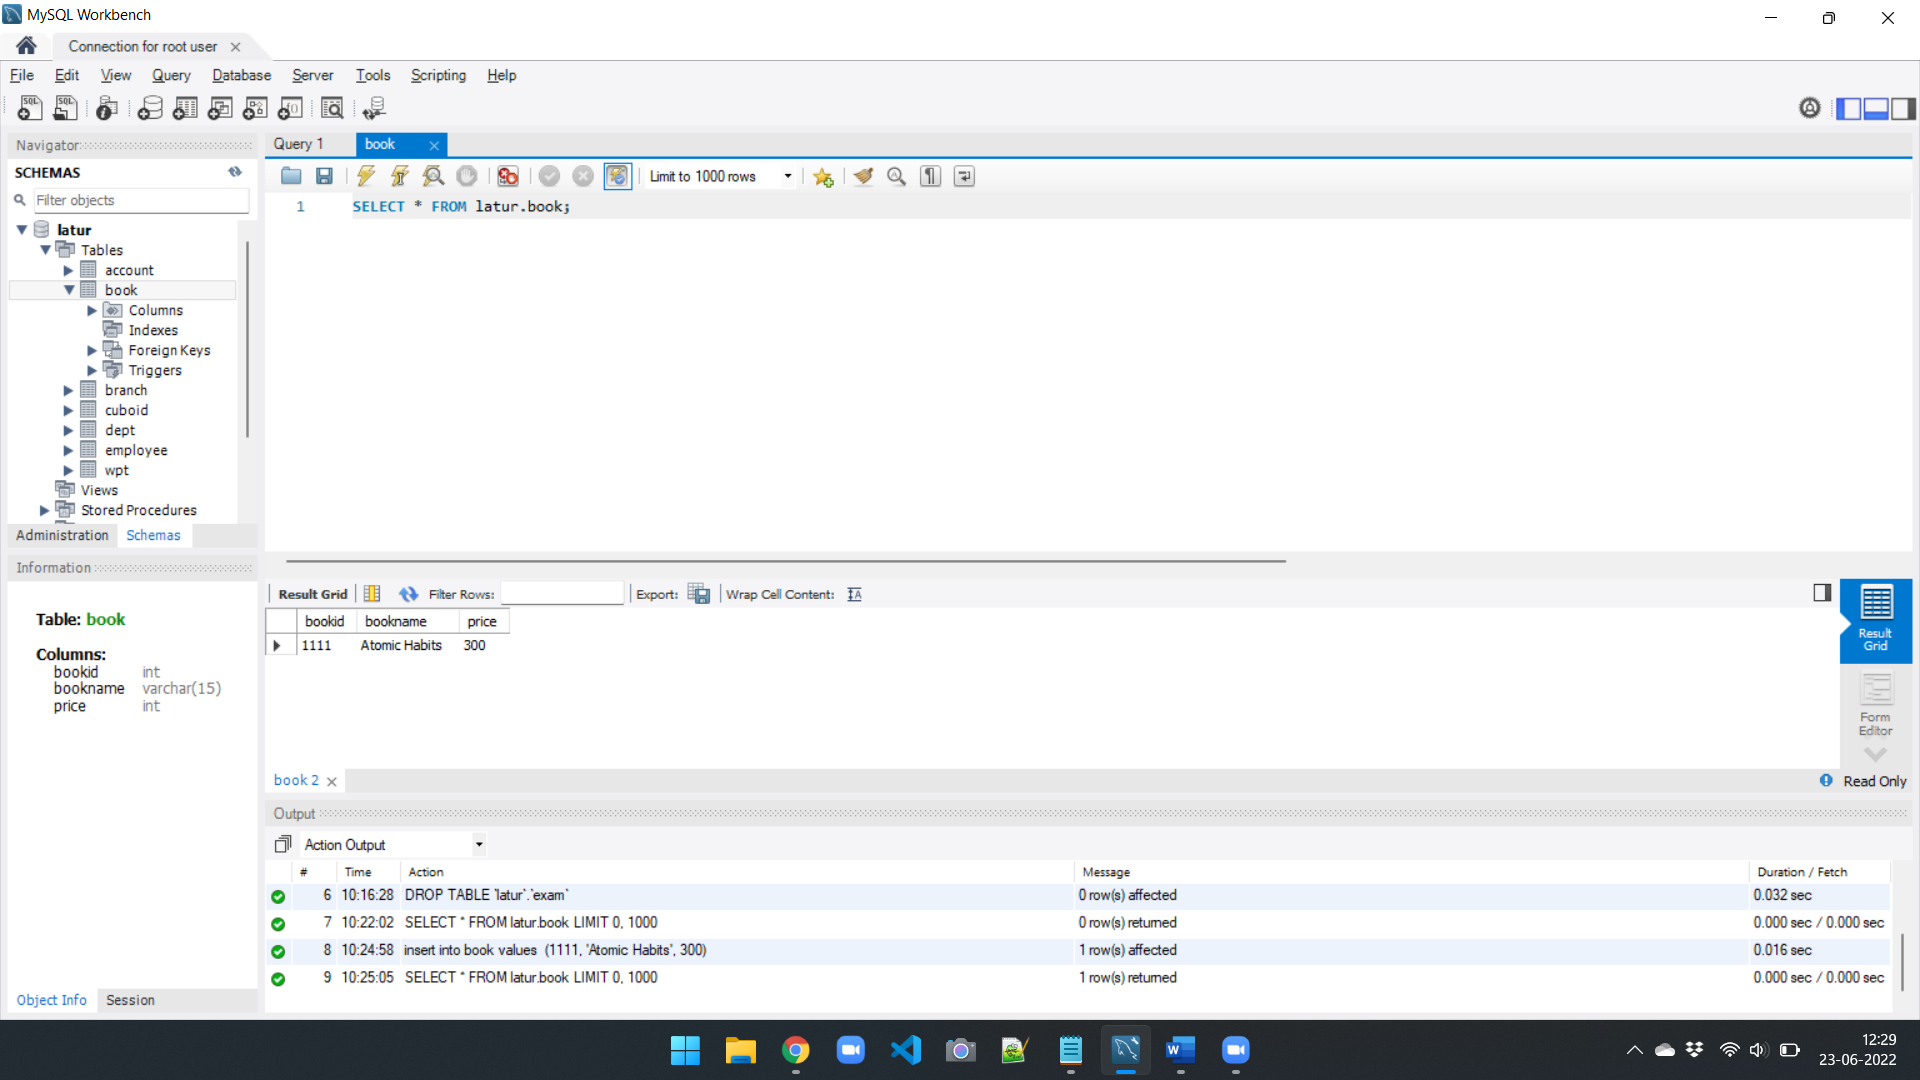 MySQL Workbench
Connection for root user
File Edit View Query Database Server Tools Scripting Help
Navigator
SCHEMAS
Filter objects
latur
Tables
account
book
Columns
Indexes
Foreign Keys
Triggers
branch
cuboid
dept
employee
wpt
Views
Stored Procedures
Administration Schemas
Information
Table: book
Columns:
bookid int
bookname varchar(15)
price int
Object Info Session
Query 1 book
Limit to 1000 rows
1 SELECT * FROM latur.book;
Result Grid Filter Rows: Export: Wrap Cell Content:
bookid bookname price
1111 Atomic Habits 300
Result
Grid
Form
Editor
book 2
Read Only
Output
Action Output
# Time Action Message Duration / Fetch
6 10:16:28 DROP TABLE `latur`.`exam` 0 row(s) affected 0.032 sec
7 10:22:02 SELECT * FROM latur.book LIMIT 0, 1000 0 row(s) returned 0.000 sec / 0.000 sec
8 10:24:58 insert into book values (1111, 'Atomic Habits', 300) 1 row(s) affected 0.016 sec
9 10:25:05 SELECT * FROM latur.book LIMIT 0, 1000 1 row(s) returned 0.000 sec / 0.000 sec
12:29
23-06-2022